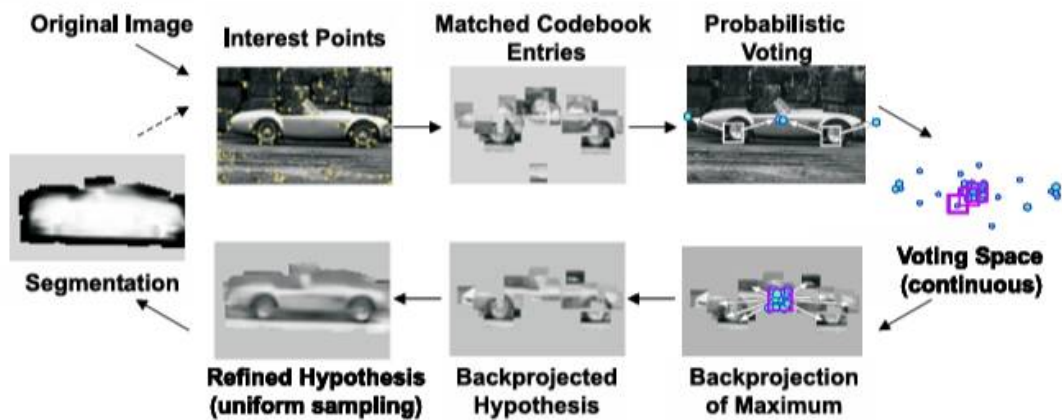 Original Image
Interest Points
Matched Codebook
Entries
Probabilistic
Voting
Voting Space
(continuous)
Segmentation
Refined Hypothesis
(uniform sampling)
Backprojected
Hypothesis
Backprojection
of Maximum